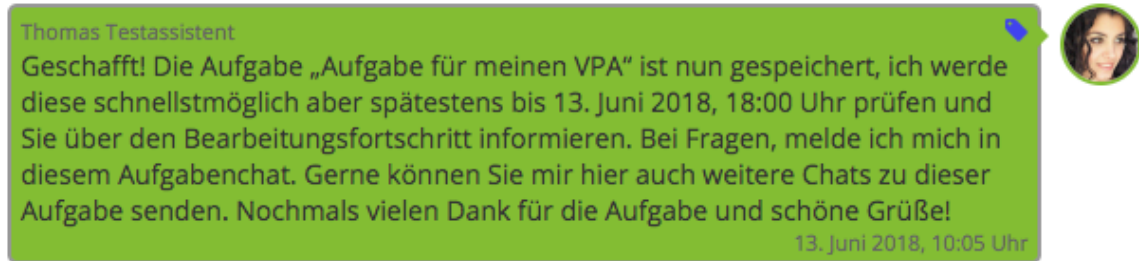 Thomas Testassistent
Geschafft! Die Aufgabe „Aufgabe für meinen VPA“ ist nun gespeichert, ich werde
diese schnellstmöglich aber spätestens bis 13. Juni 2018, 18:00 Uhr prüfen und
Sie über den Bearbeitungsfortschritt informieren. Bei Fragen, melde ich mich in
diesem Aufgabenchat. Gerne können Sie mir hier auch weitere Chats zu dieser
Aufgabe senden. Nochmals vielen Dank für die Aufgabe und schöne Grüße!
13. Juni 2018, 10:05 Uhr